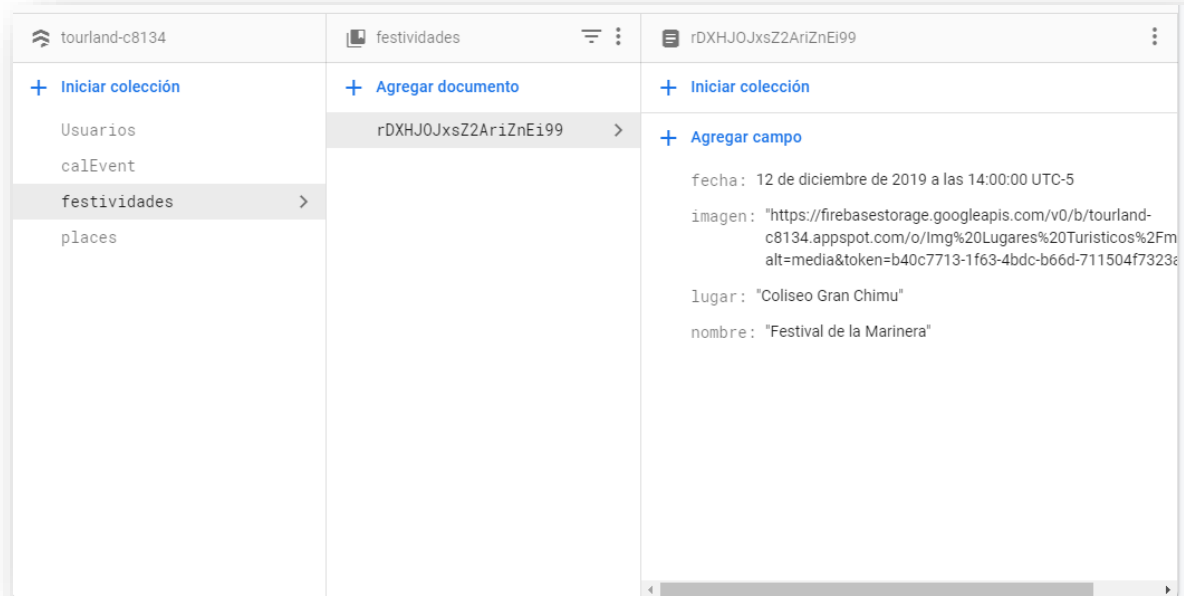 tourland-c8134
festividades
rDXHJOJxsZ2AriZnEi99
Iniciar colección
Agregar documento
Iniciar colección
Usuarios
calEvent
festividades
places
rDXHJOJxsZ2AriZnEi99
Agregar campo
fecha: 12 de diciembre de 2019 a las 14:00:00 UTC-5
imagen: "https://firebasestorage.googleapis.com/v0/b/tourland-
c8134.appspot.com/o/Img%20Lugares%20Turisticos%2Fm
alt=media&token=b40c7713-1f63-4bdc-b66d-711504f7323a
lugar: "Coliseo Gran Chimu"
nombre: "Festival de la Marinera"